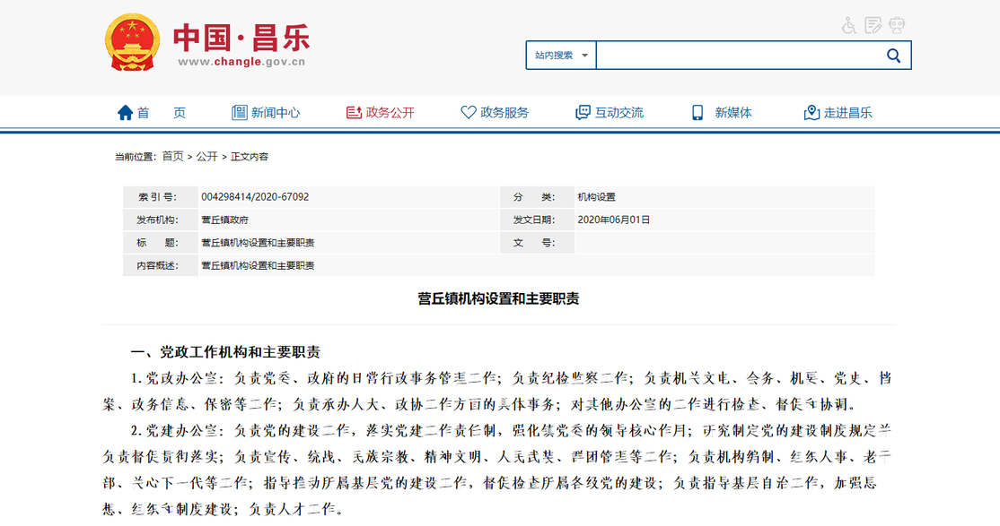 中国·昌乐
www.changle.gov.cn
站内搜索
首 页 新闻中心 政务公开 政务服务 互动交流 新媒体 走进昌乐
当前位置: 首页 > 公开 > 正文内容
索 引 号: 004298414/2020-67092 分 类: 机构设置
发布机构: 营丘镇政府 发文日期: 2020年06月01日
标 题: 营丘镇机构设置和主要职责 文 号:
内容概述: 营丘镇机构设置和主要职责
营丘镇机构设置和主要职责
一、党政工作机构和主要职责
1.党政办公室：负责党委、政府的日常行政事务管理工作；负责纪检监察工作；负责机关文电、会务、机要、党史、档
案、政务信息、保密等工作；负责承办人大、政协工作方面的具体事务；对其他办公室的工作进行检查、督促和协调。
2.党建办公室：负责党的建设工作，落实党建工作责任制，强化镇党委的领导核心作用；研究制定党的建设制度规定并
负责督促贯彻落实；负责宣传、统战、民族宗教、精神文明、人民武装、群团管理等工作；负责机构编制、组织人事、老干
部、关心下一代等工作；指导推动所属基层党的建设工作，督促检查所属各级党的建设；负责指导基层自治工作，加强思
想、组织和制度建设；负责人才工作。